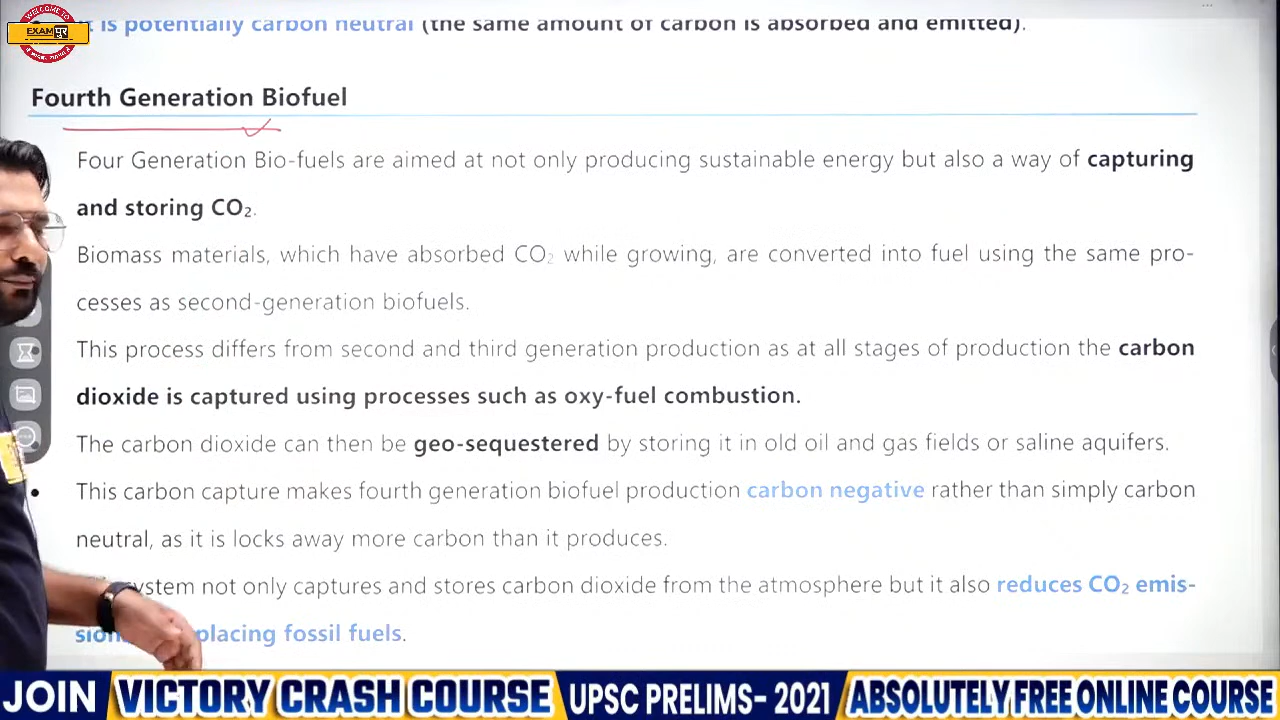 WELCOME TO
EXAM पुर
is potentially carbon neutral (the same amount of carbon is absorbed and emitted).
Fourth Generation Biofuel
Four Generation Bio-fuels are aimed at not only producing sustainable energy but also a way of capturing
and storing CO₂.
Biomass materials, which have absorbed CO₂ while growing, are converted into fuel using the same pro-
cesses as second-generation biofuels.
This process differs from second and third generation production as at all stages of production the carbon
dioxide is captured using processes such as oxy-fuel combustion.
The carbon dioxide can then be geo-sequestered by storing it in old oil and gas fields or saline aquifers.
• This carbon capture makes fourth generation biofuel production carbon negative rather than simply carbon
neutral, as it is locks away more carbon than it produces.
system not only captures and stores carbon dioxide from the atmosphere but it also reduces CO₂ emis-
placing fossil fuels.
JOIN VICTORY CRASH COURSE UPSC PRELIMS- 2021 ABSOLUTELY FREE ONLINE COURSE